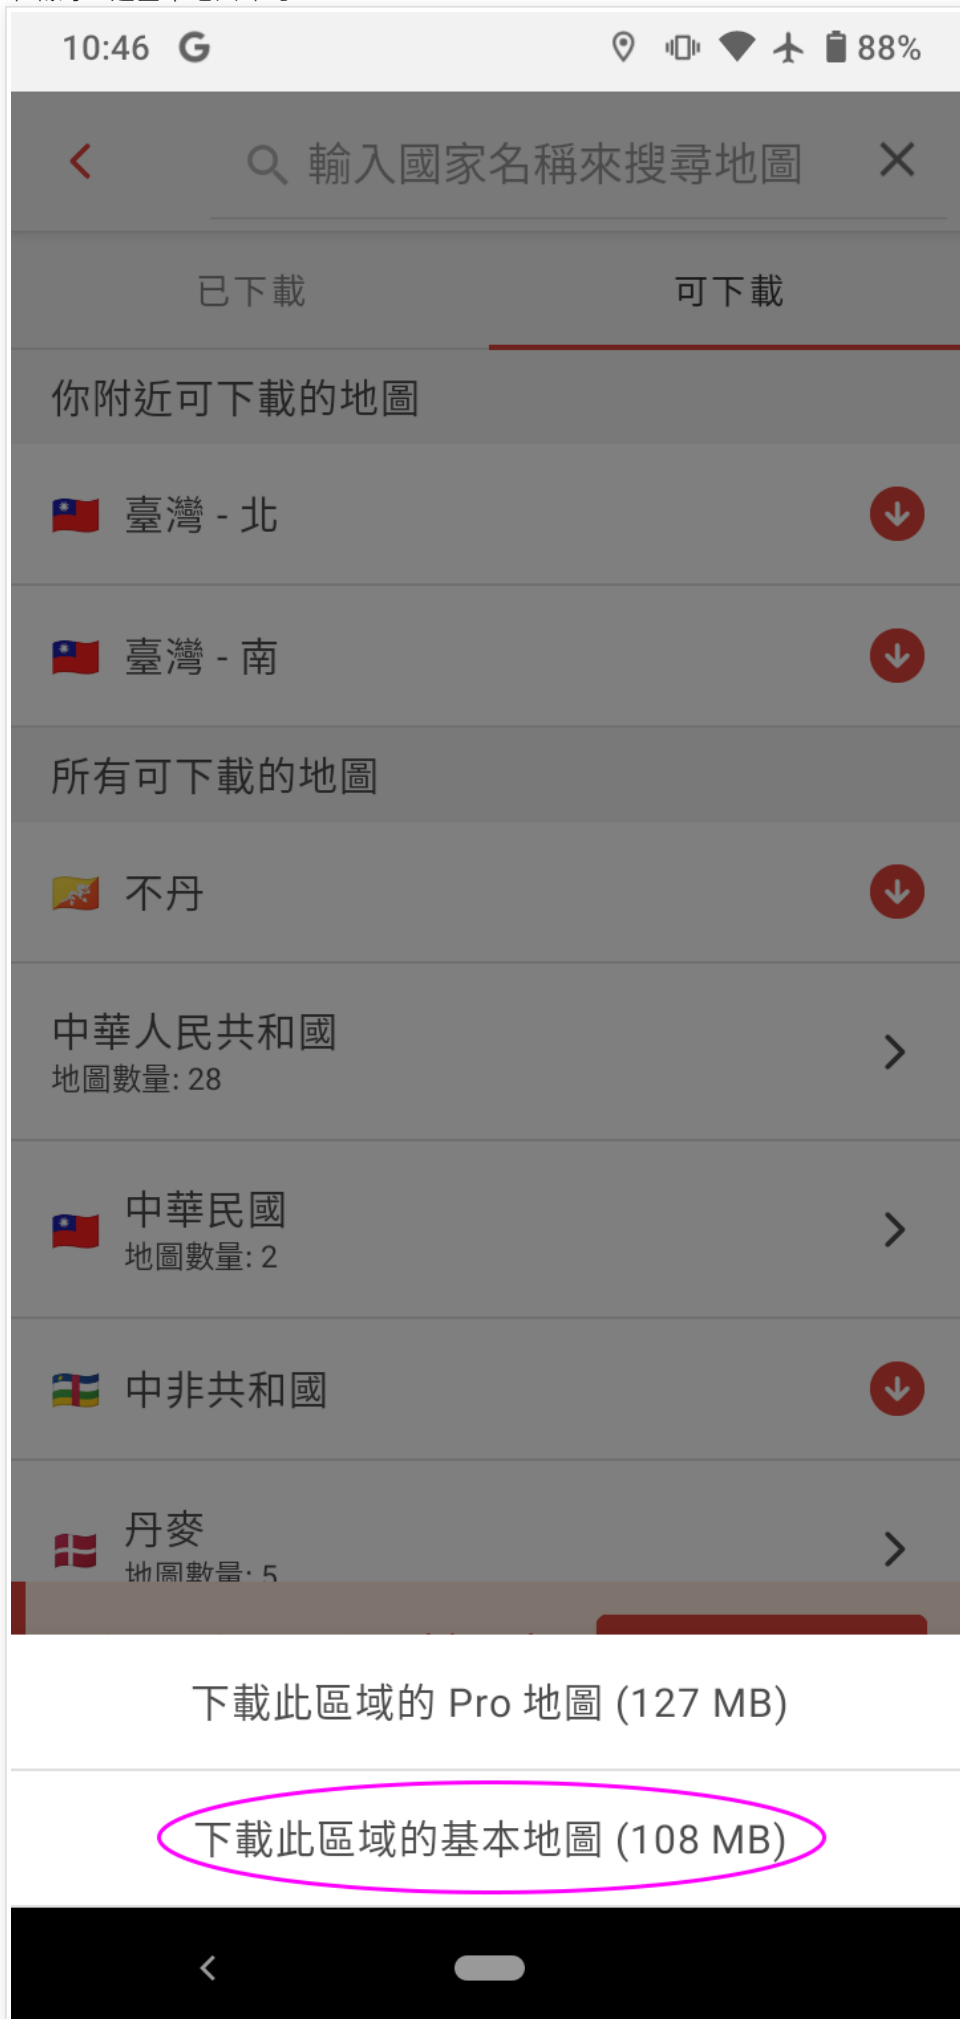 10:46 G 88%
輸入國家名稱來搜尋地圖
已下載 可下載
你附近可下載的地圖
臺灣 - 北
臺灣 - 南
所有可下載的地圖
不丹
中華人民共和國
地圖數量: 28
中華民國
地圖數量: 2
中非共和國
丹麥
地圖數量: 5
下載此區域的 Pro 地圖 (127 MB)
下載此區域的基本地圖 (108 MB)